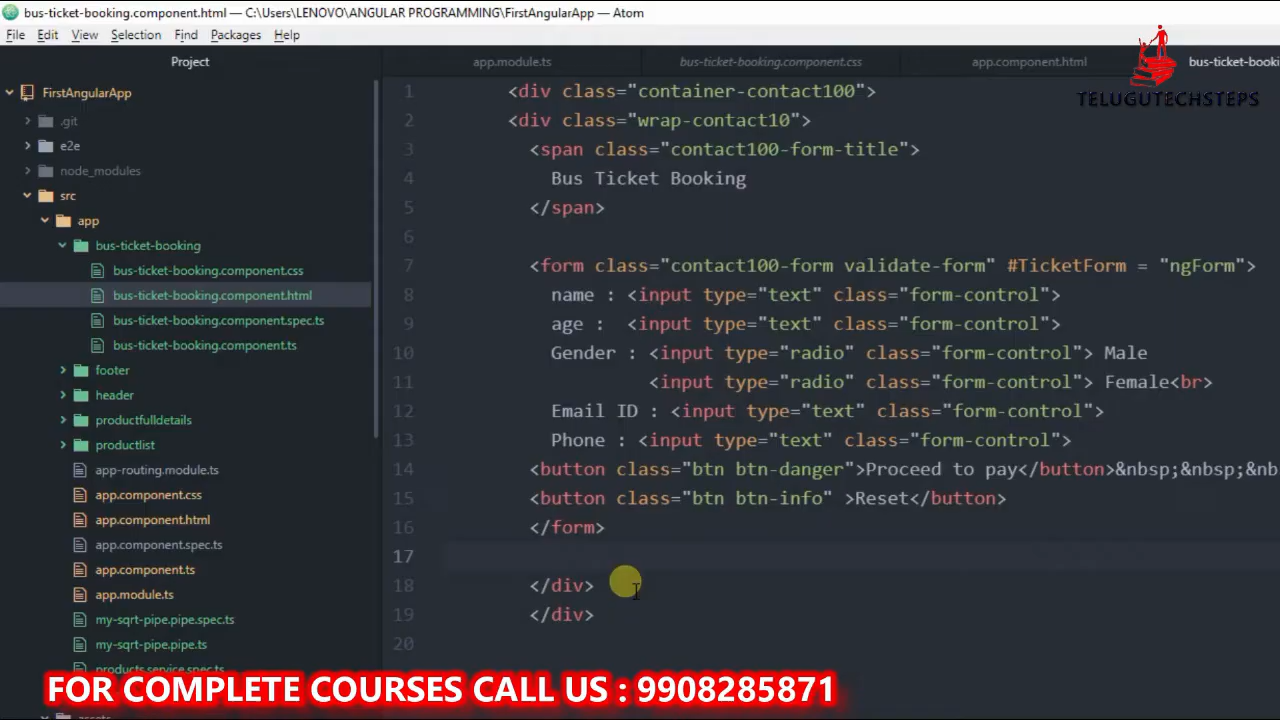 bus-ticket-booking.component.html — C:\Users\LENOVO\ANGULAR PROGRAMMING\FirstAngularApp — Atom
File Edit View Selection Find Packages Help
Project
FirstAngularApp
.git
e2e
node_modules
src
app
bus-ticket-booking
bus-ticket-booking.component.css
bus-ticket-booking.component.html
bus-ticket-booking.component.spec.ts
bus-ticket-booking.component.ts
footer
header
productfulldetails
productlist
app-routing.module.ts
app.component.css
app.component.html
app.component.spec.ts
app.component.ts
app.module.ts
my-sqrt-pipe.pipe.spec.ts
my-sqrt-pipe.pipe.ts
products.service.spec.ts
assets
app.module.ts bus-ticket-booking.component.css app.component.html bus-ticket-booki
TELUGUTECHSTEPS
1 <div class="container-contact100">
2 <div class="wrap-contact10">
3 <span class="contact100-form-title">
4 Bus Ticket Booking
5 </span>
6
7 <form class="contact100-form validate-form" #TicketForm = "ngForm">
8 name : <input type="text" class="form-control">
9 age :  <input type="text" class="form-control">
10 Gender : <input type="radio" class="form-control"> Male
11 <input type="radio" class="form-control"> Female<br>
12 Email ID : <input type="text" class="form-control">
13 Phone : <input type="text" class="form-control">
14 <button class="btn btn-danger">Proceed to pay</button>&nbsp;&nbsp;&nb
15 <button class="btn btn-info" >Reset</button>
16 </form>
17
18 </div>
19 </div>
20
FOR COMPLETE COURSES CALL US : 9908285871